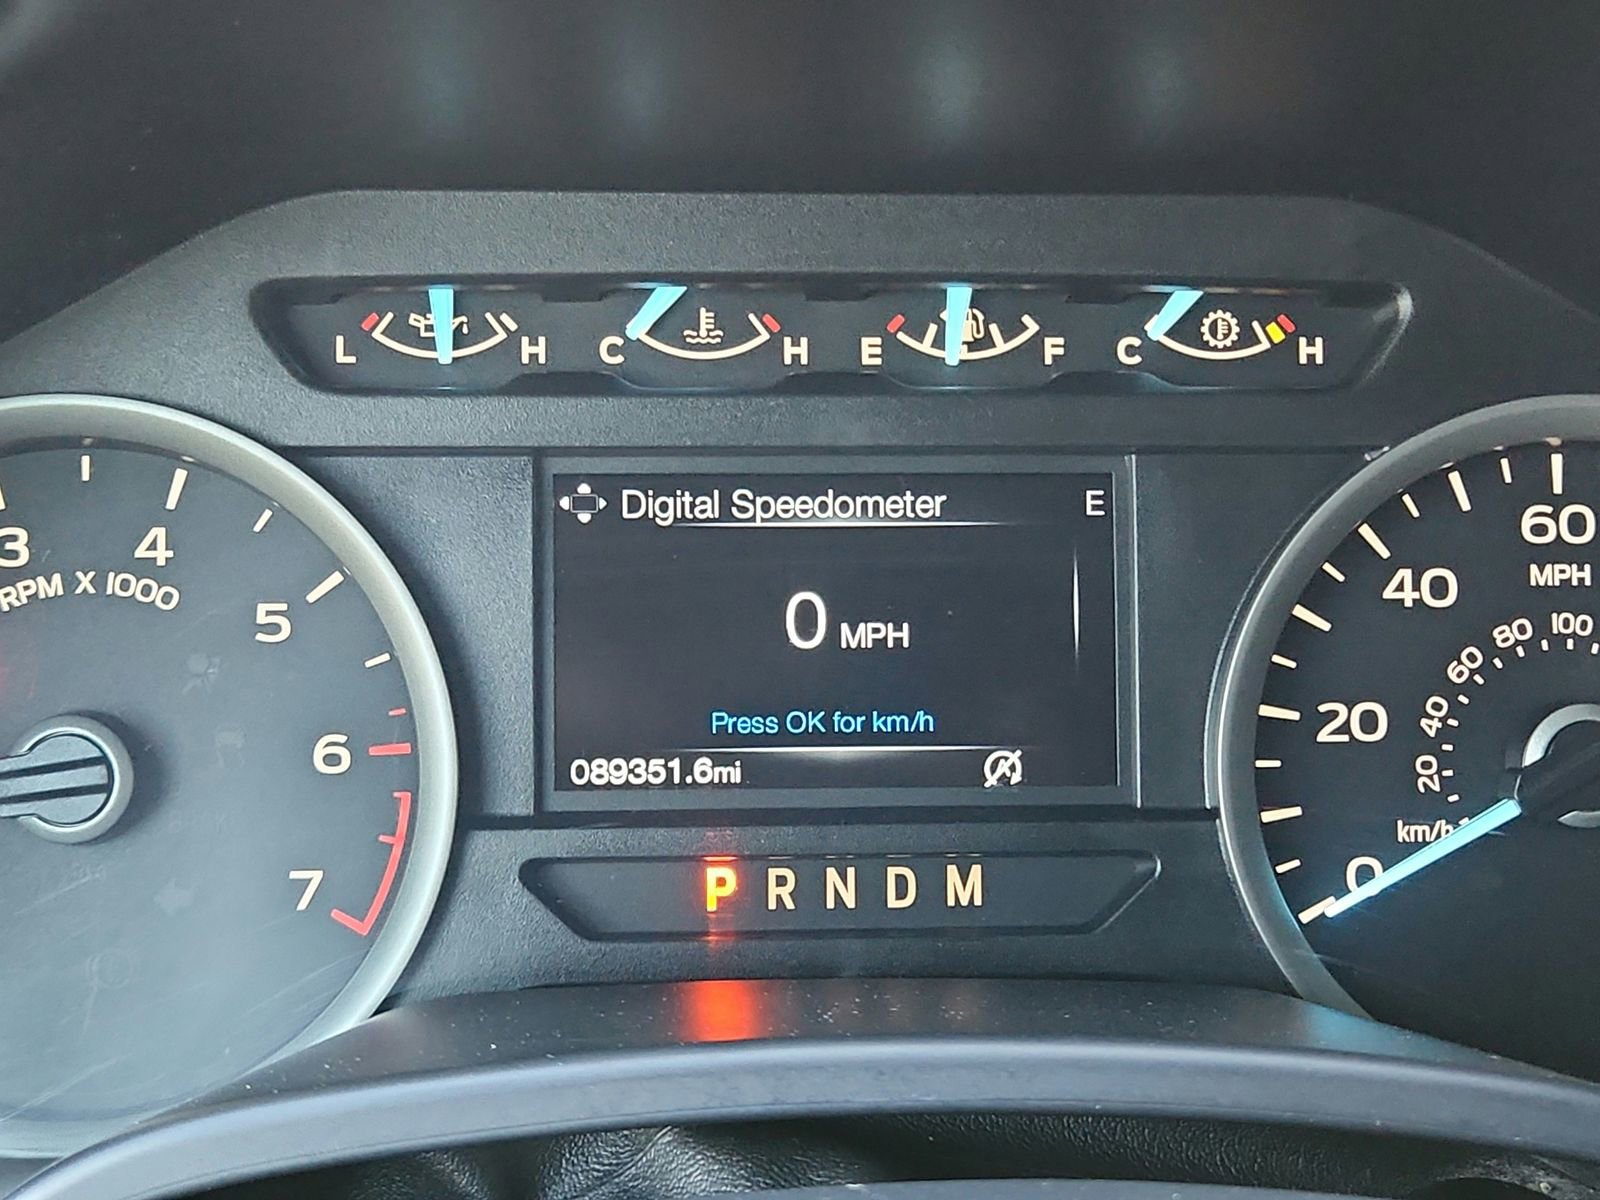 L H C H E F C H
Digital Speedometer E
0 MPH
Press OK for km/h
089351.6mi
P R N D M
3 4 5 6 7
RPM X 1000
0 20 40 60
MPH
20 40 60 80 100
km/h